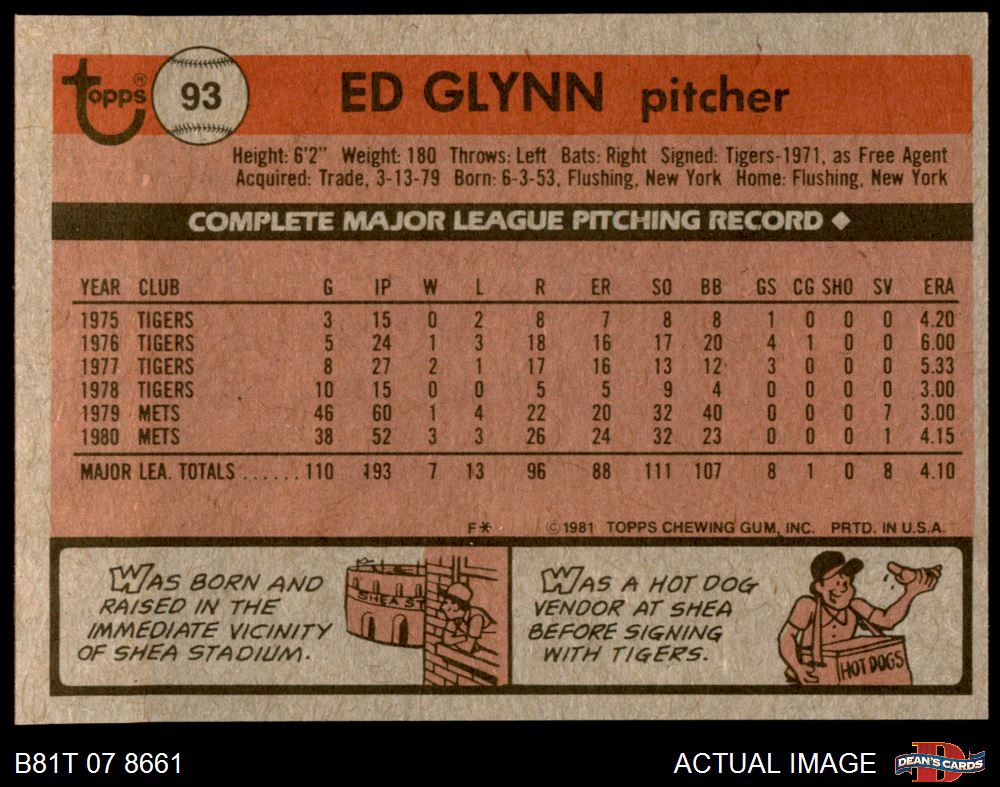 topps® 93 ED GLYNN pitcher
Height: 6'2" Weight: 180 Throws: Left Bats: Right Signed: Tigers-1971, as Free Agent
Acquired: Trade, 3-13-79 Born: 6-3-53, Flushing, New York Home: Flushing, New York
COMPLETE MAJOR LEAGUE PITCHING RECORD ◆
YEAR CLUB G IP W L R ER SO BB GS CG SHO SV ERA
1975 TIGERS 3 15 0 2 8 7 8 8 1 0 0 0 4.20
1976 TIGERS 5 24 1 3 18 16 17 20 4 1 0 0 6.00
1977 TIGERS 8 27 2 1 17 16 13 12 3 0 0 0 5.33
1978 TIGERS 10 15 0 0 5 5 9 4 0 0 0 0 3.00
1979 METS 46 60 1 4 22 20 32 40 0 0 0 7 3.00
1980 METS 38 52 3 3 26 24 32 23 0 0 0 1 4.15
MAJOR LEA. TOTALS ...... 110 193 7 13 96 88 111 107 8 1 0 8 4.10
F* ©1981 TOPPS CHEWING GUM, INC. PRTD. IN U.S.A.
WAS BORN AND
RAISED IN THE
IMMEDIATE VICINITY
OF SHEA STADIUM.
SHEA ST
WAS A HOT DOG
VENDOR AT SHEA
BEFORE SIGNING
WITH TIGERS.
HOT DOGS
B81T 07 8661 ACTUAL IMAGE DEAN'S CARDS